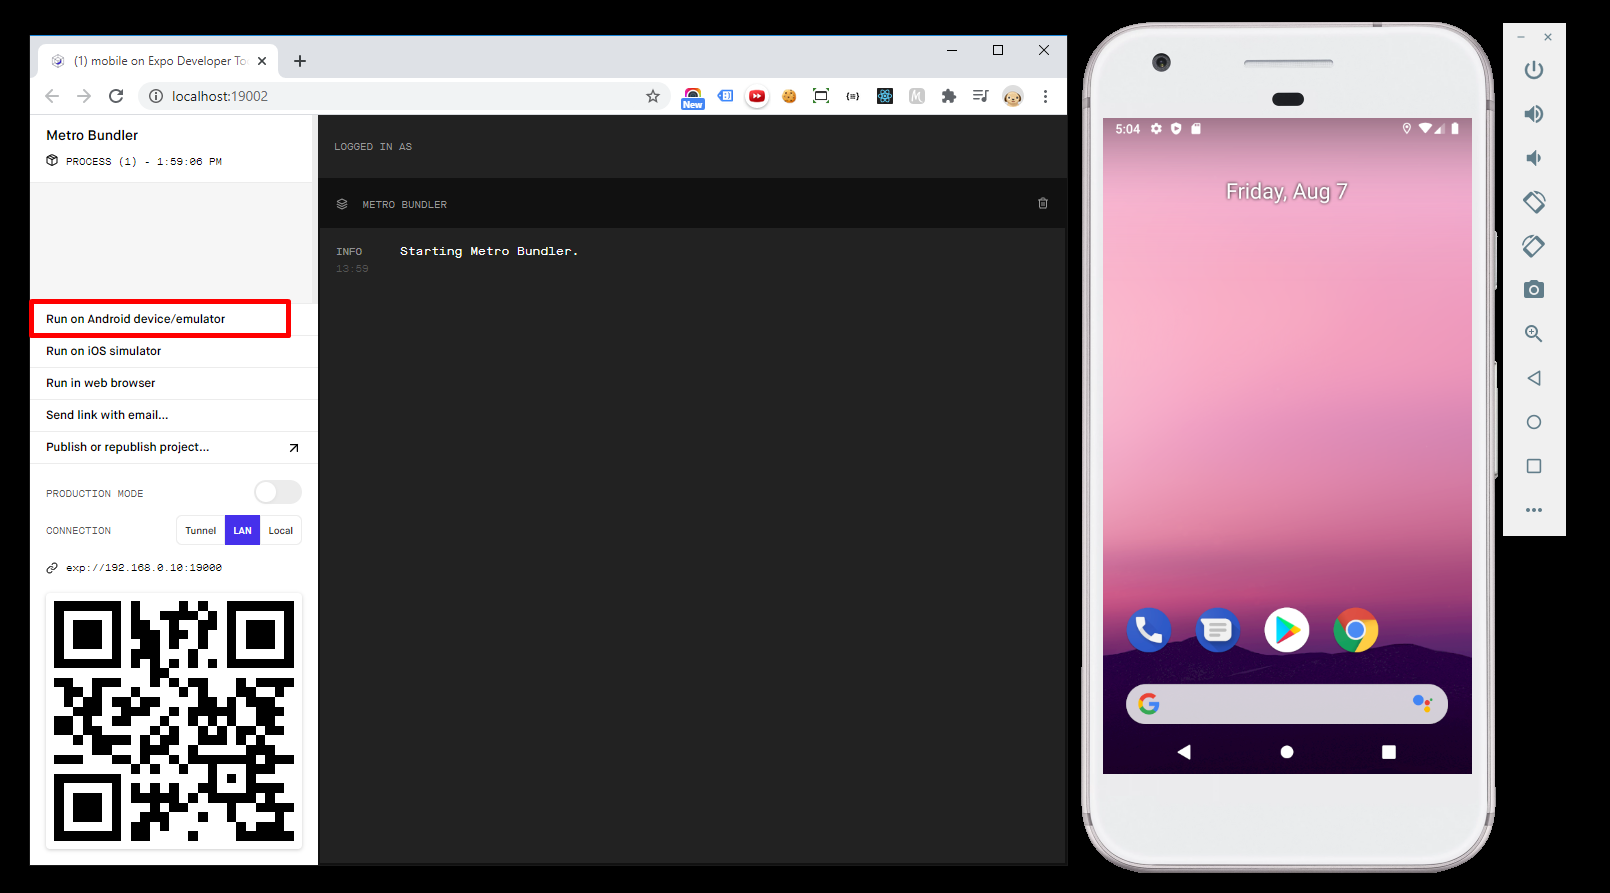 (1) mobile on Expo Developer To
localhost:19002
New
Metro Bundler
PROCESS (1) - 1:59:06 PM
Run on Android device/emulator
Run on iOS simulator
Run in web browser
Send link with email...
Publish or republish project...
PRODUCTION MODE
CONNECTION
Tunnel
LAN
Local
exp://192.168.0.10:19000
LOGGED IN AS
METRO BUNDLER
INFO
Starting Metro Bundler.
13:59
5:04
Friday, Aug 7